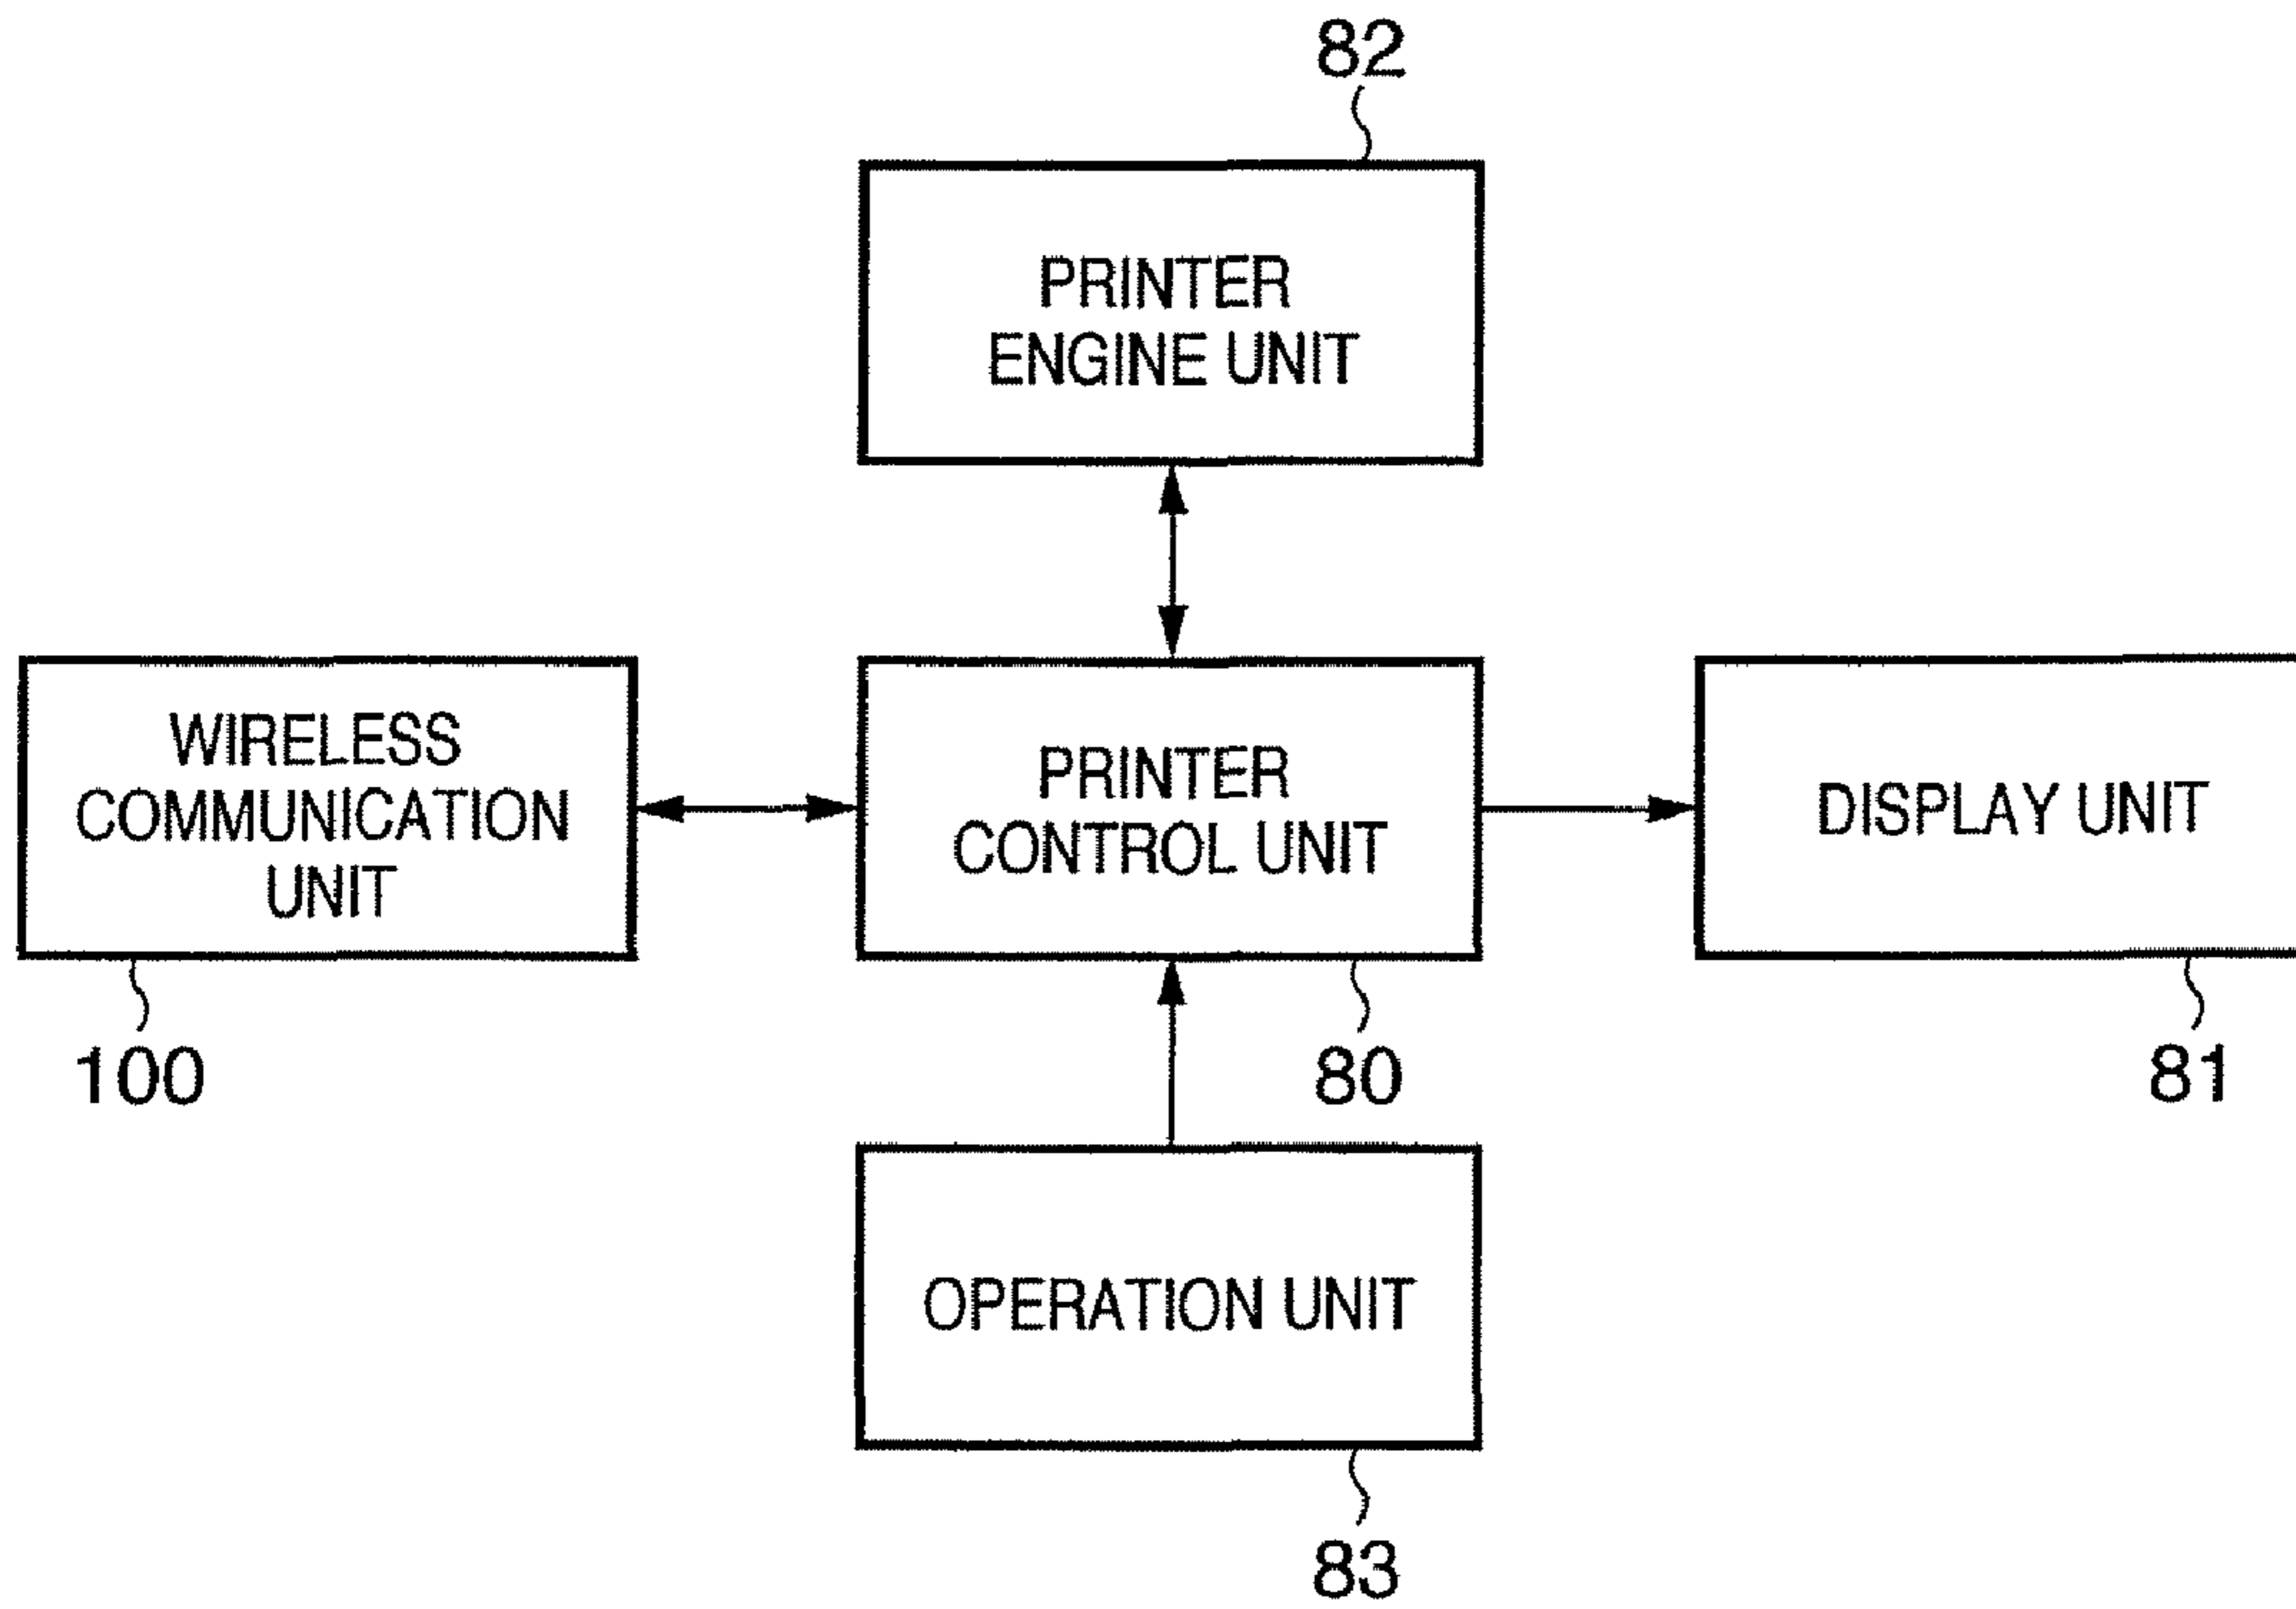 82
PRINTER
ENGINE UNIT
WIRELESS
COMMUNICATION
UNIT
PRINTER
CONTROL UNIT
DISPLAY UNIT
100
80
81
OPERATION UNIT
83